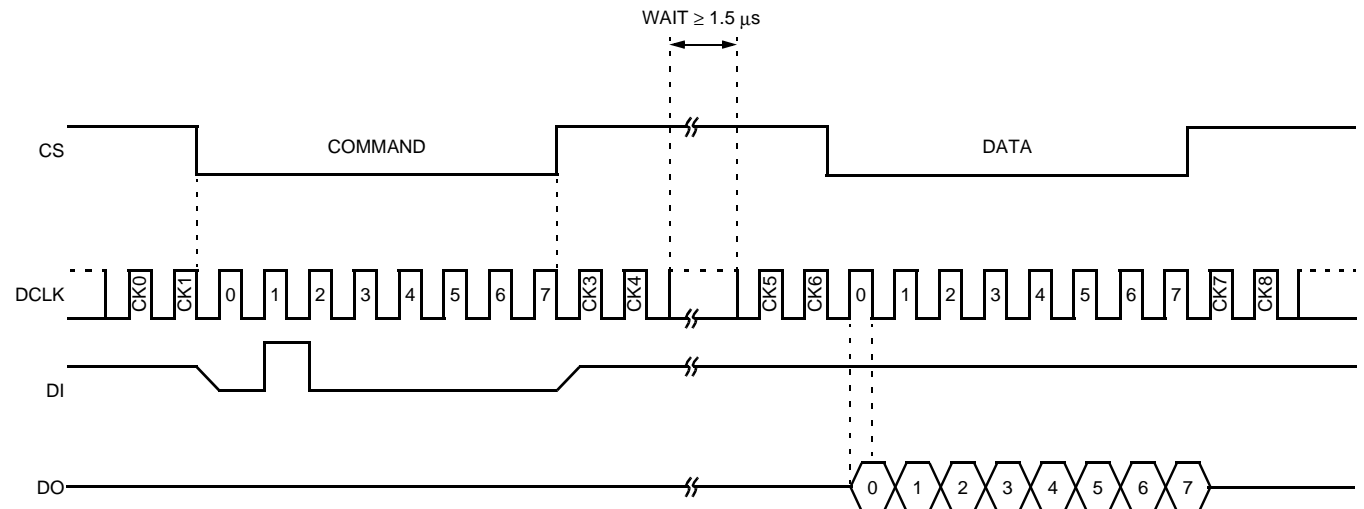 WAIT ≥ 1.5 μs
CS COMMAND DATA
DCLK CK0 CK1 0 1 2 3 4 5 6 7 CK3 CK4 CK5 CK6 0 1 2 3 4 5 6 7 CK7 CK8
DI
DO 0 1 2 3 4 5 6 7